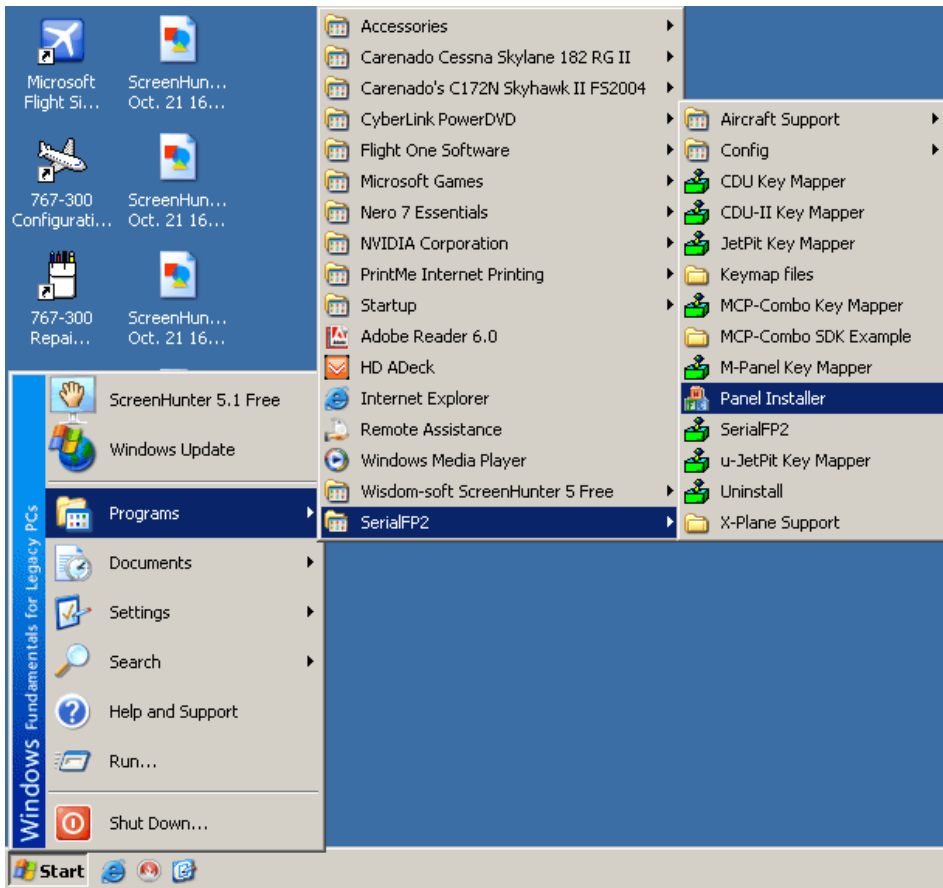 Microsoft
Flight Si...
ScreenHun...
Oct. 21 16...
767-300
Configurati...
ScreenHun...
Oct. 21 16...
767-300
Repai...
ScreenHun...
Oct. 21 16...
Windows Fundamentals for Legacy PCs
ScreenHunter 5.1 Free
Windows Update
Programs
Documents
Settings
Search
Help and Support
Run...
Shut Down...
Accessories
Carenado Cessna Skylane 182 RG II
Carenado's C172N Skyhawk II FS2004
CyberLink PowerDVD
Flight One Software
Microsoft Games
Nero 7 Essentials
NVIDIA Corporation
PrintMe Internet Printing
Startup
Adobe Reader 6.0
HD ADeck
Internet Explorer
Remote Assistance
Windows Media Player
Wisdom-soft ScreenHunter 5 Free
SerialFP2
Aircraft Support
Config
CDU Key Mapper
CDU-II Key Mapper
JetPit Key Mapper
Keymap files
MCP-Combo Key Mapper
MCP-Combo SDK Example
M-Panel Key Mapper
Panel Installer
SerialFP2
u-JetPit Key Mapper
Uninstall
X-Plane Support
Start